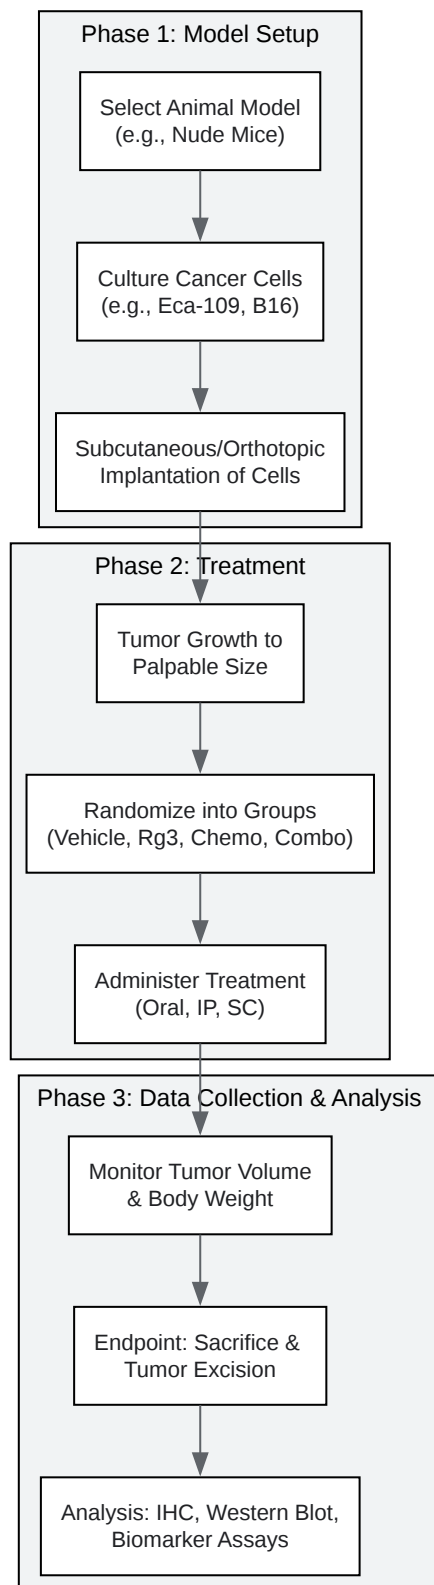 Phase 1: Model Setup
Select Animal Model
(e.g., Nude Mice)
Culture Cancer Cells
(e.g., Eca-109, B16)
Subcutaneous/Orthotopic
Implantation of Cells
Phase 2: Treatment
Tumor Growth to
Palpable Size
Randomize into Groups
(Vehicle, Rg3, Chemo, Combo)
Administer Treatment
(Oral, IP, SC)
Phase 3: Data Collection & Analysis
Monitor Tumor Volume
& Body Weight
Endpoint: Sacrifice &
Tumor Excision
Analysis: IHC, Western Blot,
Biomarker Assays